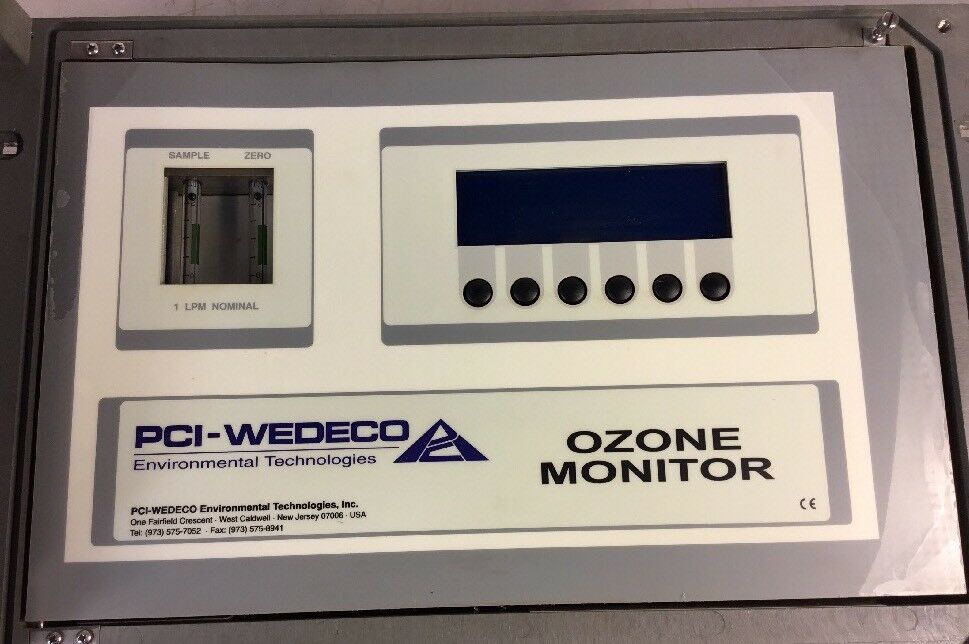 SAMPLE ZERO
1 LPM NOMINAL
PCI-WEDECO
Environmental Technologies
OZONE
MONITOR
PCI-WEDECO Environmental Technologies, Inc.
One Fairfield Crescent · West Caldwell · New Jersey 07006 · USA
Tel: (973) 575-7052 · Fax: (973) 575-8941
CE